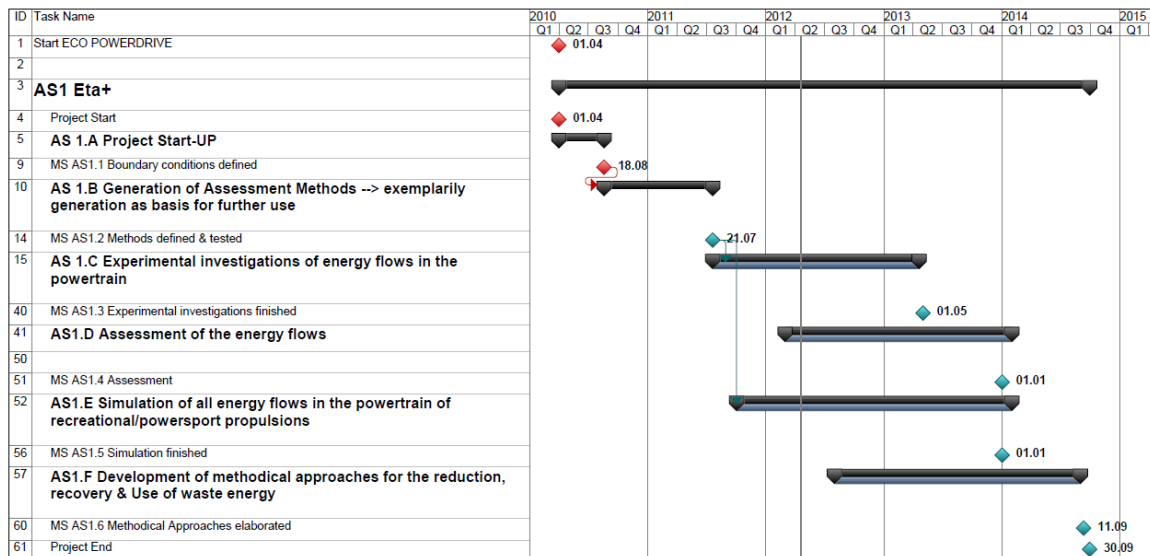 ID Task Name 2010 2011 2012 2013 2014 2015
Q1 Q2 Q3 Q4 Q1 Q3 Q4 Q1 Q3 Q4 Q1 Q2 Q4 Q1 Q3 Q4 Q1
1 Start ECO POWERDRIVE 01.04
2
3 AS1 Eta+
4 Project Start 01.04
5 AS 1.A Project Start-UP
9 MS AS1.1 Boundary conditions defined 18.08
10 AS 1.B Generation of Assessment Methods --> exemplarily
generation as basis for further use
14 MS AS1.2 Methods defined & tested 21.07
15 AS 1.C Experimental investigations of energy flows in the
powertrain
40 MS AS1.3 Experimental investigations finished 01.05
41 AS1.D Assessment of the energy flows
50
51 MS AS1.4 Assessment 01.01
52 AS1.E Simulation of all energy flows in the powertrain of
recreational/powersport propulsions
56 MS AS1.5 Simulation finished 01.01
57 AS1.F Development of methodical approaches for the reduction,
recovery & Use of waste energy
60 MS AS1.6 Methodical Approaches elaborated 11.09
61 Project End 30.09